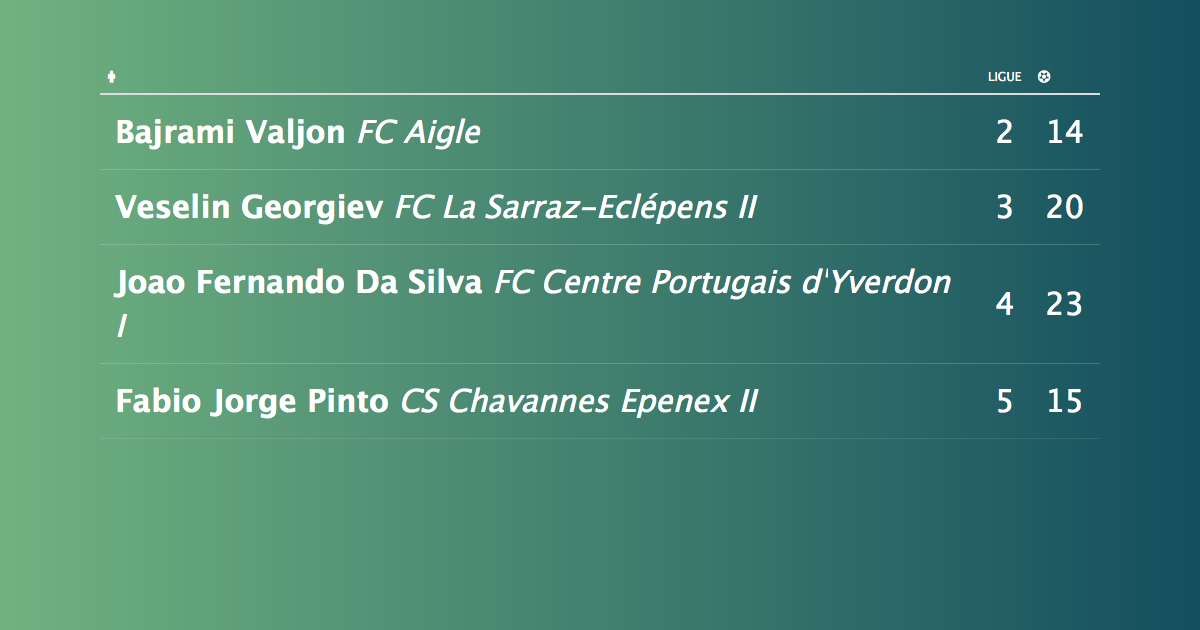 LIGUE
Bajrami Valjon FC Aigle 2 14
Veselin Georgiev FC La Sarraz-Eclépens II 3 20
Joao Fernando Da Silva FC Centre Portugais d'Yverdon
I 4 23
Fabio Jorge Pinto CS Chavannes Epenex II 5 15